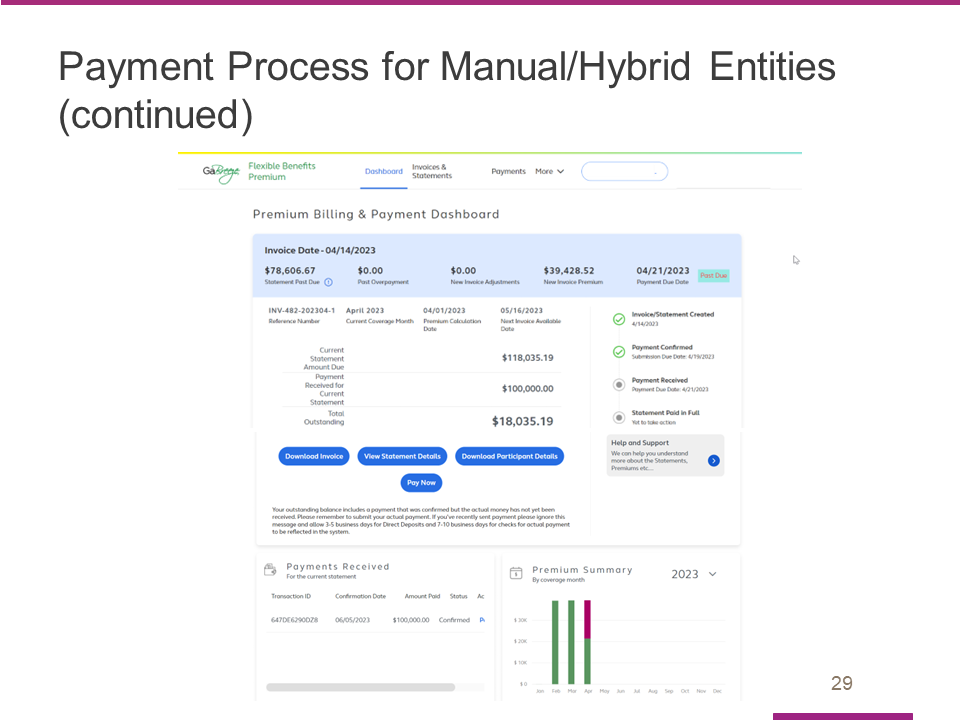 Payment Process for Manual/Hybrid Entities
(continued)
GaBreeze
Flexible Benefits
Premium
Dashboard
Invoices &
Statements
Payments
More
Premium Billing & Payment Dashboard
Invoice Date - 04/14/2023
$78,606.67
Statement Past Due
$0.00
Past Overpayment
$0.00
New Invoice Adjustments
$39,428.52
New Invoice Premium
04/21/2023
Payment Due Date
Past Due
INV-482-202304-1
Reference Number
April 2023
Current Coverage Month
04/01/2023
Premium Calculation
Date
05/16/2023
Next Invoice Available
Date
Current
Statement
Amount Due
$118,035.19
Payment
Received for
Current
Statement
$100,000.00
Total
Outstanding
$18,035.19
Invoice/Statement Created
4/14/2023
Payment Confirmed
Submission Due Date: 4/19/2023
Payment Received
Payment Due Date: 4/21/2023
Statement Paid in Full
Yet to take action
Help and Support
We can help you understand
more about the Statements,
Premiums etc...
Download Invoice
View Statement Details
Download Participant Details
Pay Now
Your outstanding balance includes a payment that was confirmed but the actual money has not yet been
received. Please remember to submit your actual payment. If you've recently sent payment please ignore this
message and allow 3-5 business days for Direct Deposits and 7-10 business days for checks for actual payment
to be reflected in the system.
Payments Received
For the current statement
Transaction ID Confirmation Date Amount Paid Status Ac
647DE6290DZ8 06/05/2023 $100,000.00 Confirmed
Premium Summary
By coverage month
2023
$ 30K
$ 20K
$ 10K
$ 0
Jan Feb Mar Apr May Jun Jul Aug Sep Oct Nov Dec
29